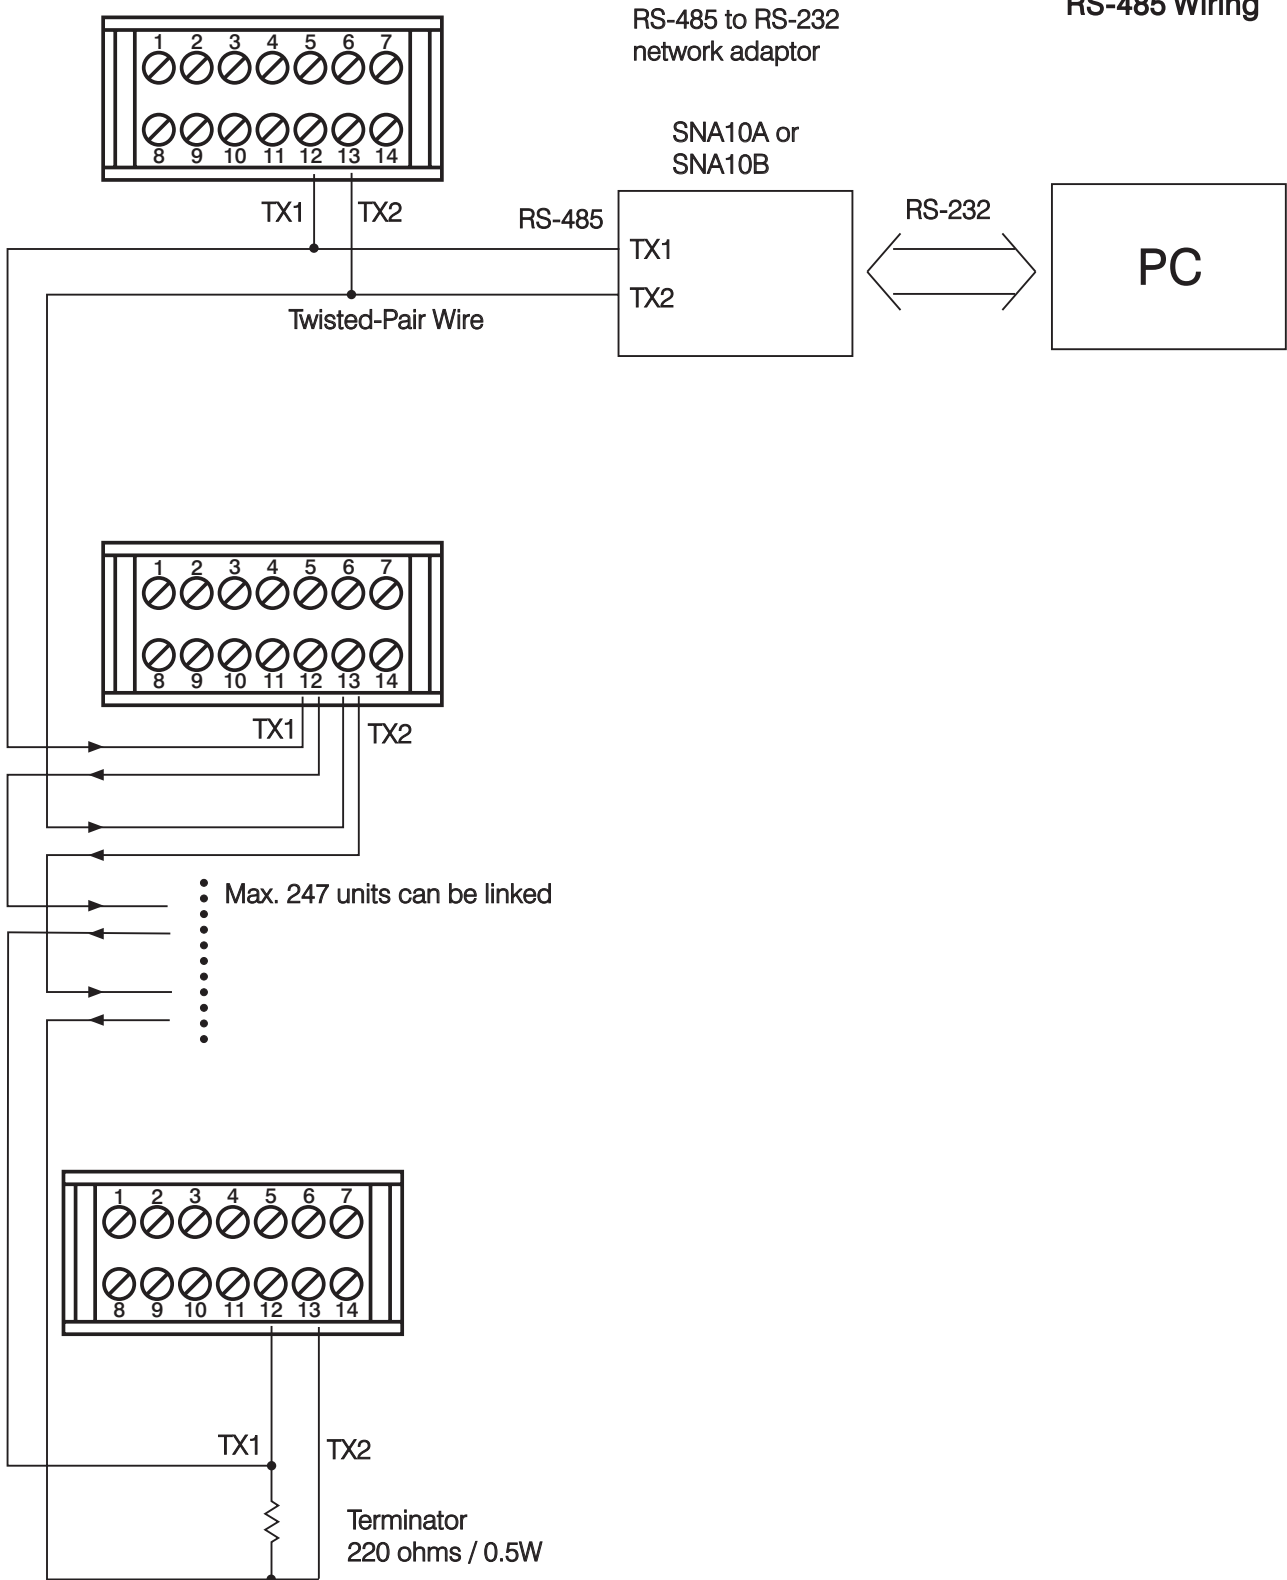 RS-485 to RS-232
network adaptor
RS-485 Wiring
1 2 3 4 5 6 7
8 9 10 11 12 13 14
SNA10A or
SNA10B
TX1 TX2
RS-485
RS-232
TX1
TX2
PC
Twisted-Pair Wire
1 2 3 4 5 6 7
8 9 10 11 12 13 14
TX1 TX2
Max. 247 units can be linked
1 2 3 4 5 6 7
8 9 10 11 12 13 14
TX1 TX2
Terminator
220 ohms / 0.5W